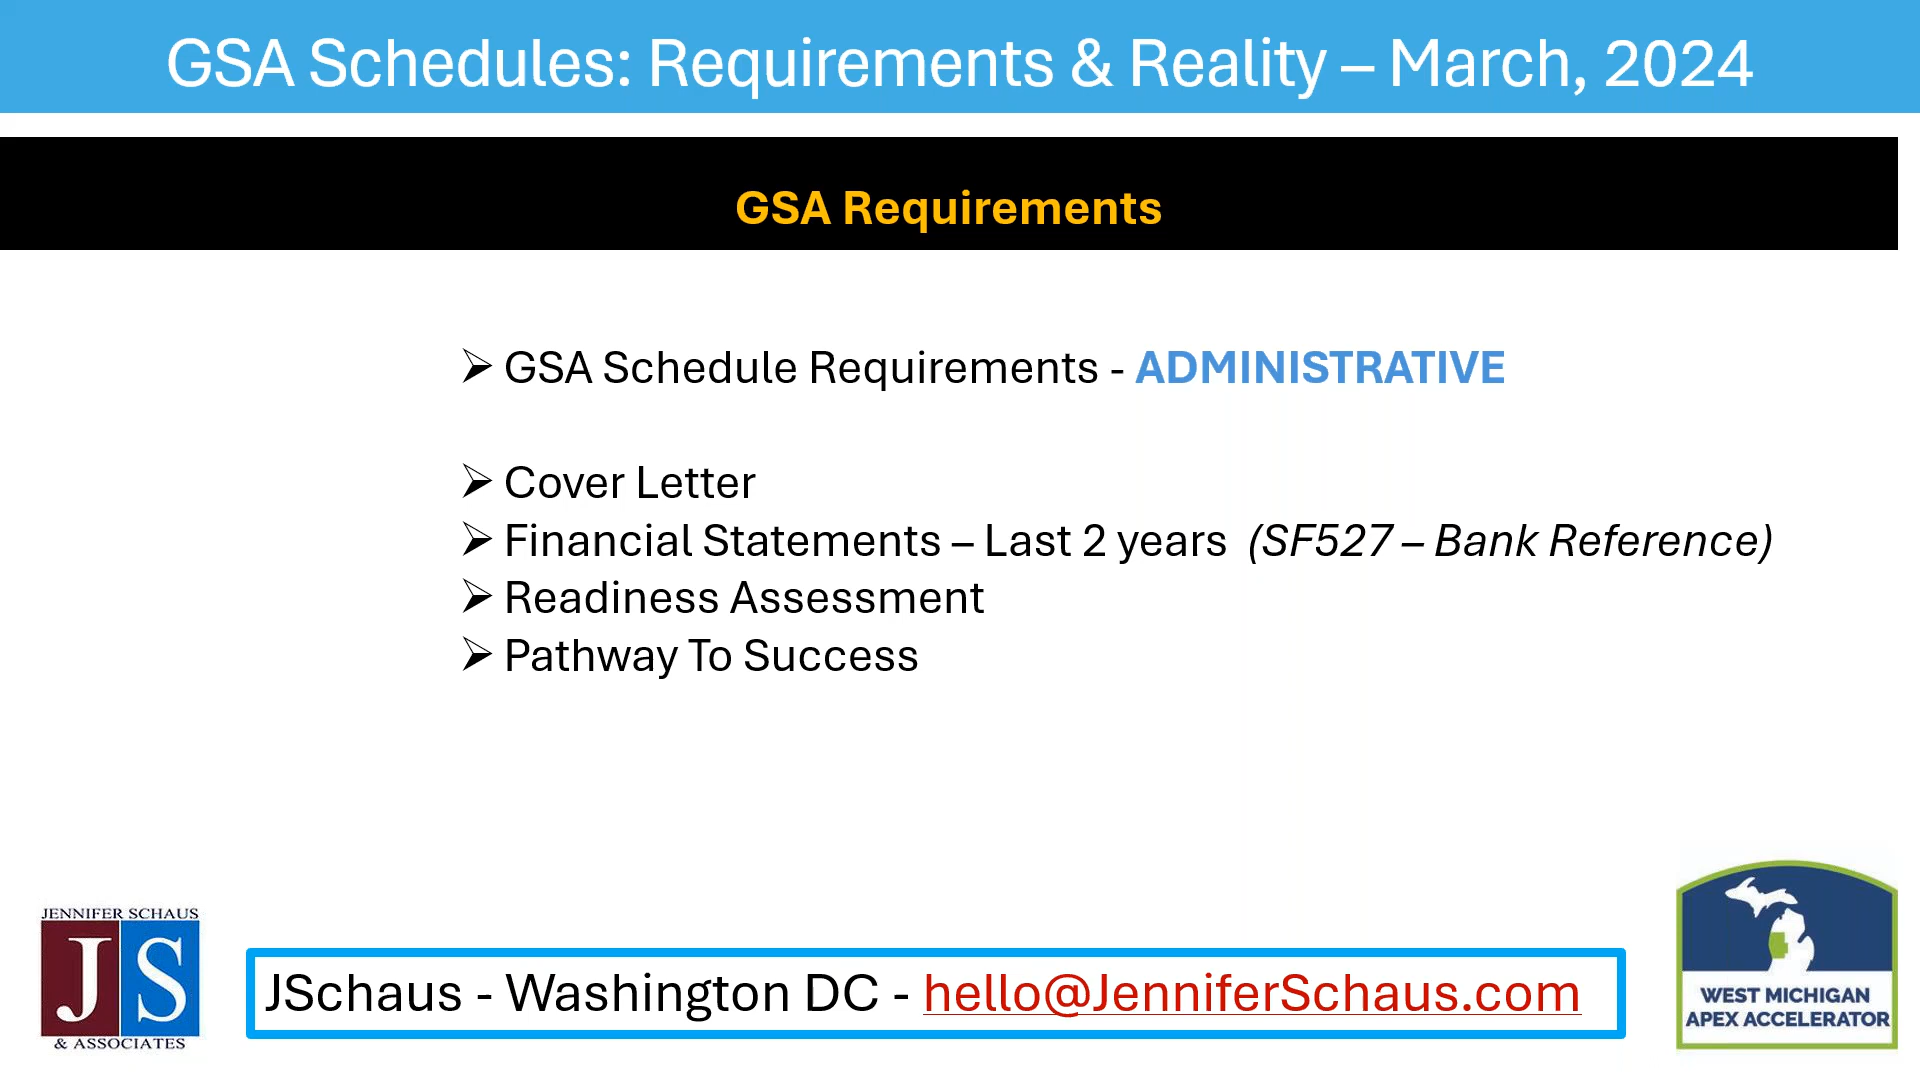 GSA Schedules: Requirements & Reality – March, 2024
GSA Requirements
➢ GSA Schedule Requirements - ADMINISTRATIVE
➢ Cover Letter
➢ Financial Statements – Last 2 years (SF527 – Bank Reference)
➢ Readiness Assessment
➢ Pathway To Success
JENNIFER SCHAUS
JS
& ASSOCIATES
JSchaus - Washington DC - hello@JenniferSchaus.com
WEST MICHIGAN
APEX ACCELERATOR